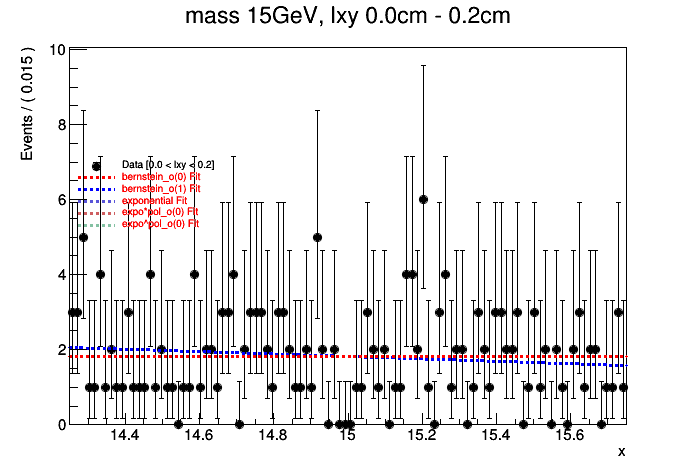 mass 15GeV, lxy 0.0cm - 0.2cm
Events / ( 0.015 )
10
8
6
4
2
0
Data [0.0 < lxy < 0.2]
bernstein_o(0) Fit
bernstein_o(1) Fit
exponential Fit
expo*pol_o(0) Fit
expo^pol_o(0) Fit
14.4 14.6 14.8 15 15.2 15.4 15.6
x